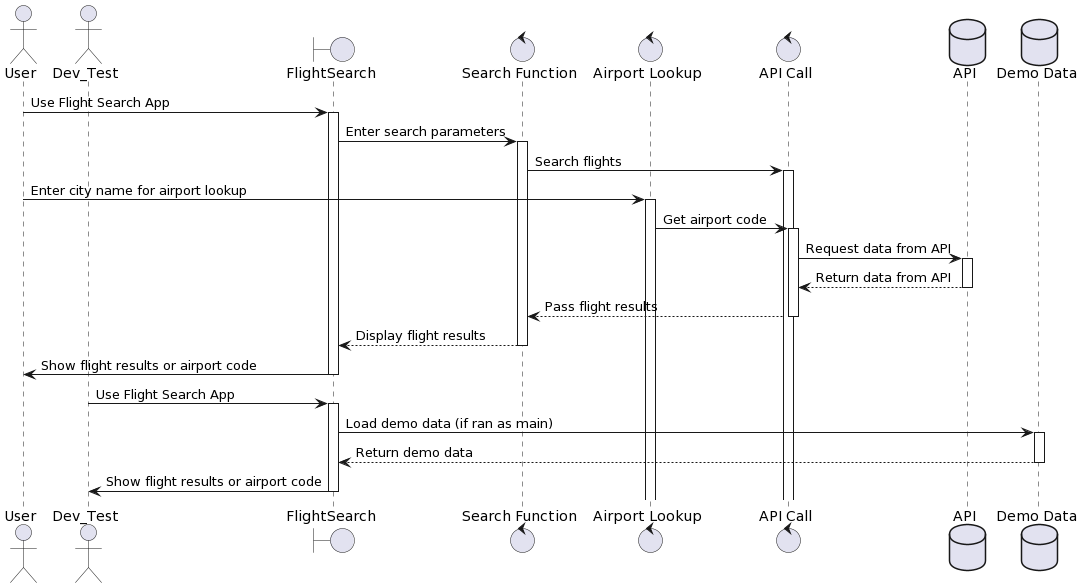 User Dev_Test FlightSearch Search Function Airport Lookup API Call API Demo Data
Use Flight Search App
Enter search parameters
Search flights
Enter city name for airport lookup
Get airport code
Request data from API
Return data from API
Pass flight results
Display flight results
Show flight results or airport code
Use Flight Search App
Load demo data (if ran as main)
Return demo data
Show flight results or airport code
User Dev_Test FlightSearch Search Function Airport Lookup API Call API Demo Data